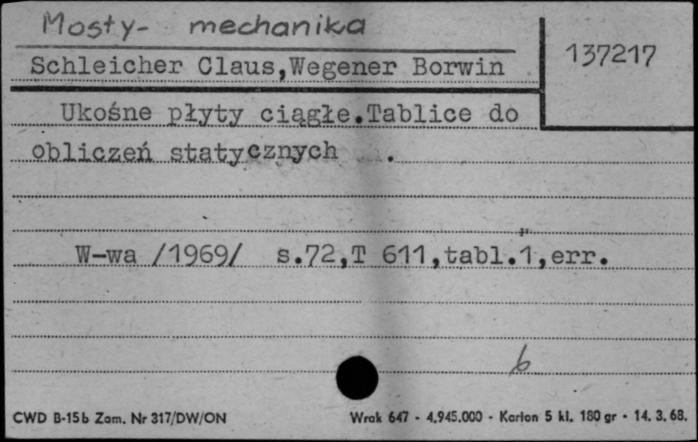 Mosty- mechanika
137217
Schleicher Claus,Wegener Borwin
Ukośne płyty ciągłe.Tablice do
obliczeń statycznych .
W-wa /1969/ s.72,T 611,tabl.1,err.
b
CWD B-15b Zam. Nr 317/DW/ON Wrak 647 - 4.945.000 - Karton 5 kl. 180 gr - 14. 3. 68.